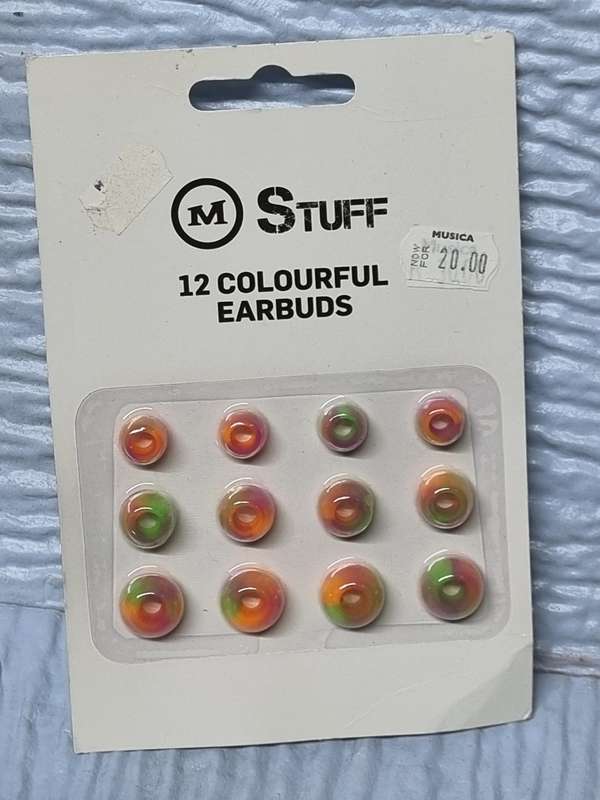 M STUFF
MUSICA
NOW FOR 20.00
12 COLOURFUL
EARBUDS